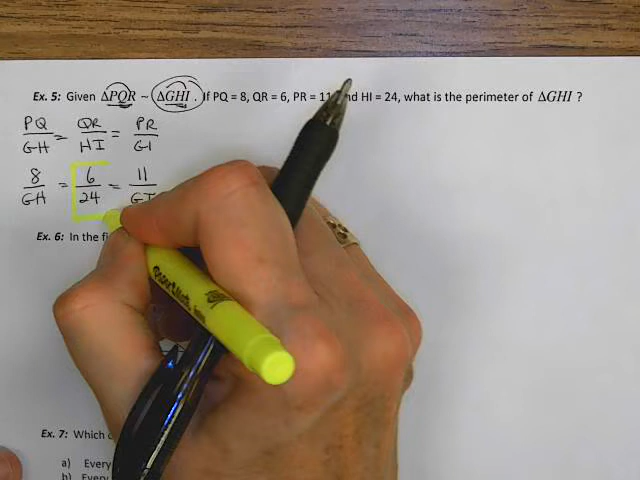 Ex. 5: Given ΔPQR ~ ΔGHI. If PQ = 8, QR = 6, PR = 11 and HI = 24, what is the perimeter of ΔGHI ?
PQ/GH = QR/HI = PR/GI
8/GH = 6/24 = 11/GI
Ex. 6: In the
Ex. 7: Which
a) Every
b) Every